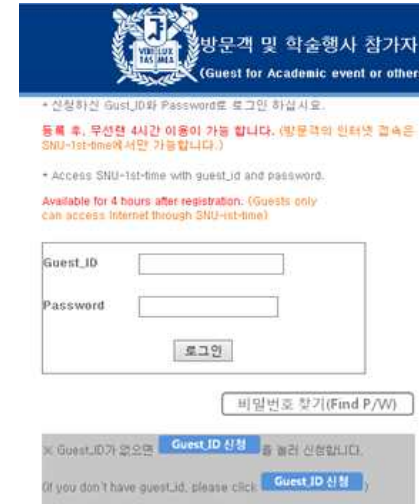 VERI LUX TAS MEA
방문객 및 학술행사 참가자
(Guest for Academic event or other
* 신청하신 Gust_ID와 Password로 로그인 하십시요.
등록 후, 무선랜 4시간 이용이 가능 합니다. (방문객의 인터넷 접속은
SNU-1st-time에서만 가능합니다.)
* Access SNU-1st-time with guest_id and password.
Available for 4 hours after registration. (Guests only
can access Internet through SNU-1st-time)
Guest_ID
Password
로그인
비밀번호 찾기(Find P/W)
※ Guest_ID가 없으면 Guest_ID 신청 을 눌러 신청합니다.
(If you don't have guest_id, please click Guest_ID 신청 )